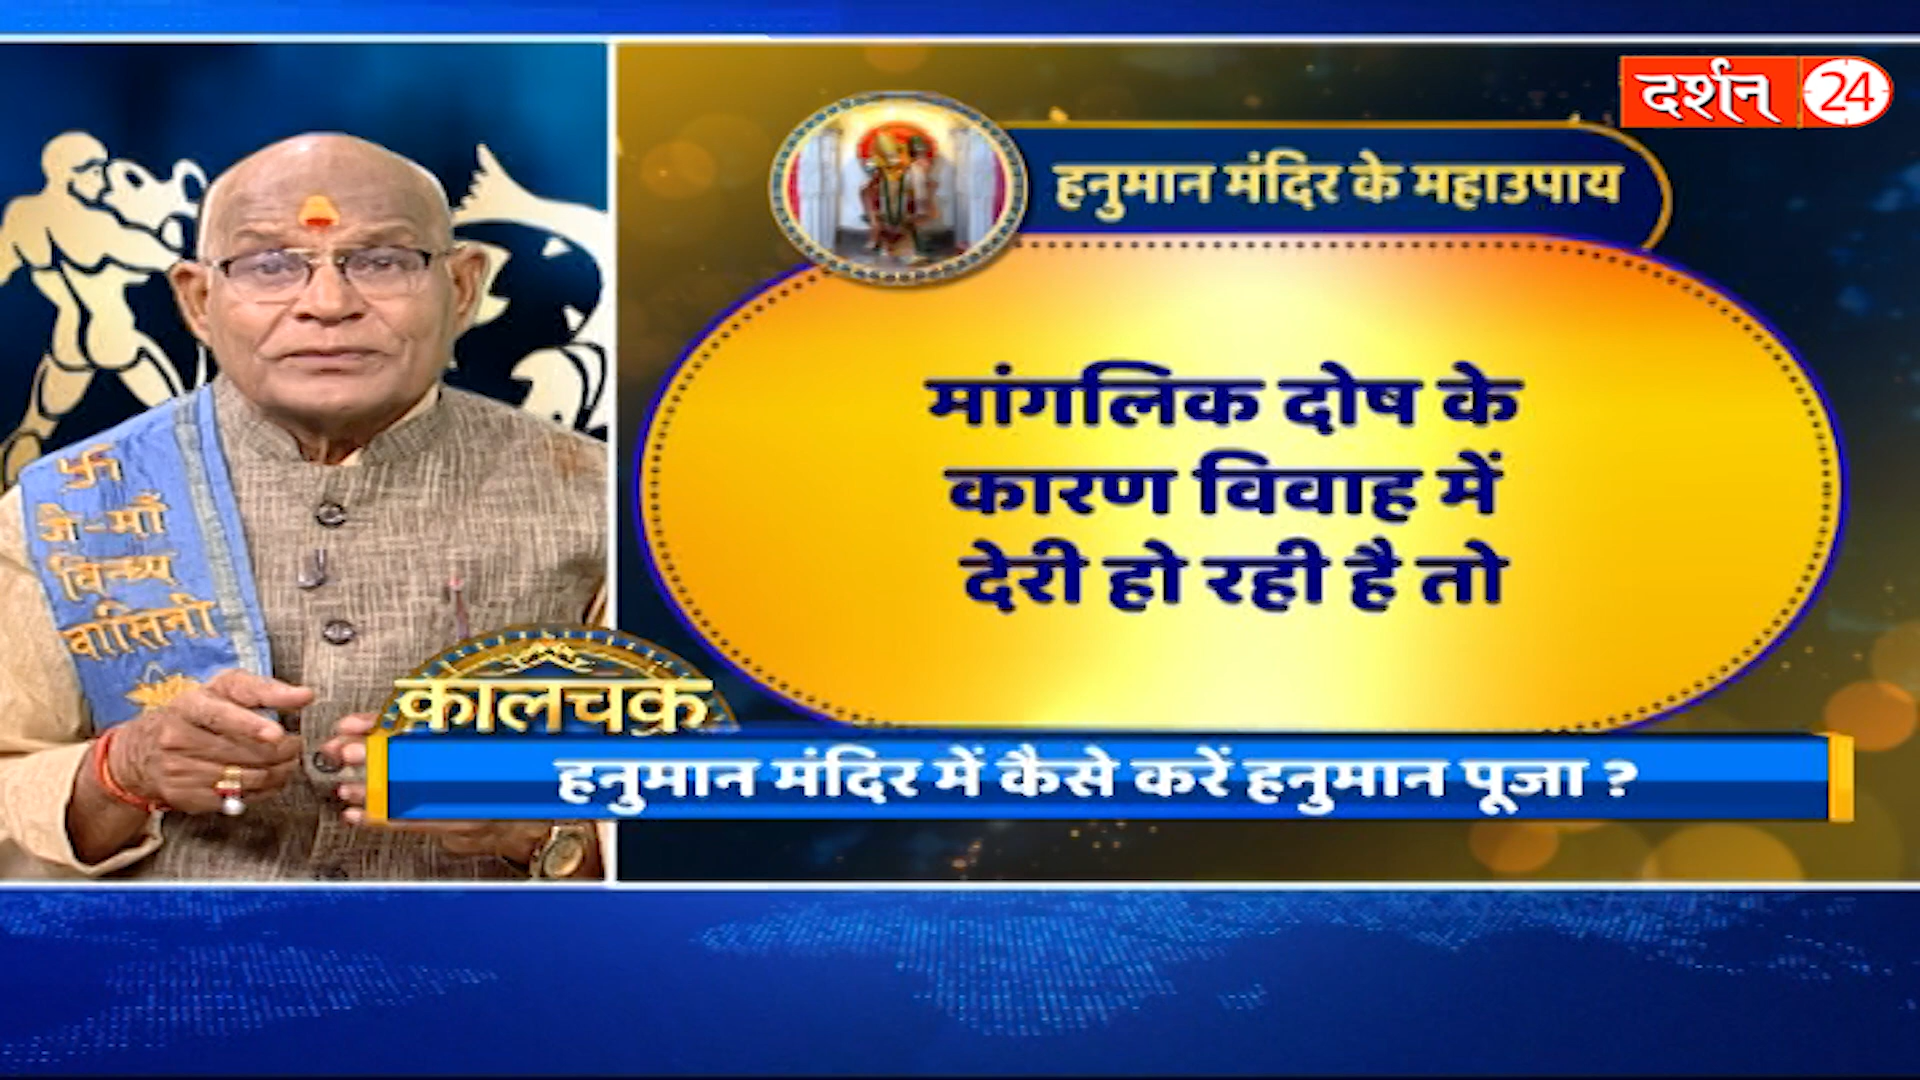 दर्शन 24
हनुमान मंदिर के महाउपाय
मांगलिक दोष के
कारण विवाह में
देरी हो रही है तो
जै-माँ
विन्ध्य
वासिनी
कालचक्र
हनुमान मंदिर में कैसे करें हनुमान पूजा ?